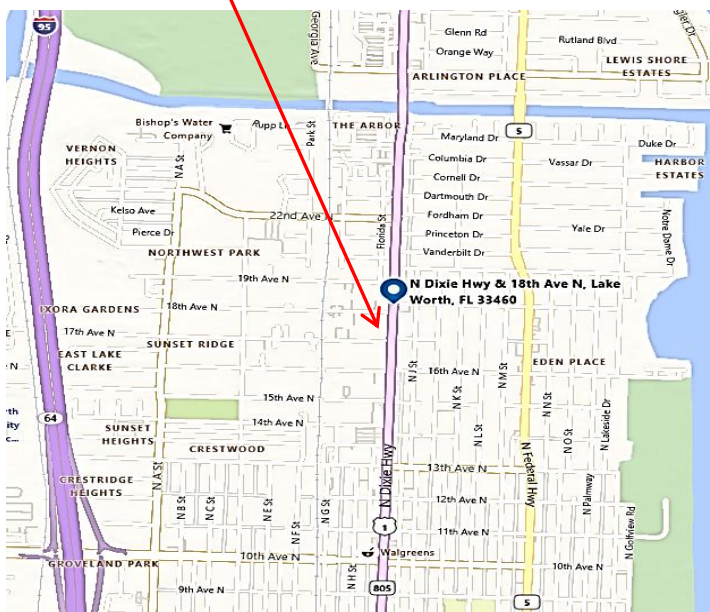 95
Georgia Ave
Glenn Rd
Orange Way
Rutland Blvd
LEWIS SHORE
ESTATES
ARLINGTON PLACE
Bishop's Water
Company
Park St
THE ARBOR
5
Maryland Dr
Duke Dr
VERNON
HEIGHTS
N A St
Columbia Dr
Vassar Dr
HARBOR
ESTATES
Cornell Dr
Dartmouth Dr
Kelso Ave
22nd Ave N
Florida St
Fordham Dr
Pierce Dr
Princeton Dr
Yale Dr
Notre Dame Dr
NORTHWEST PARK
Vanderbilt Dr
19th Ave N
N Dixie Hwy & 18th Ave N, Lake
Worth, FL 33460
IXORA GARDENS
18th Ave N
17th Ave N
SUNSET RIDGE
EAST LAKE
CLARKE
EDEN PLACE
N J St
16th Ave N
N M St
N K St
15th Ave N
N N St
N Lakeside Dr
64
14th Ave N
SUNSET
HEIGHTS
CRESTWOOD
N L St
N O St
N Federal Hwy
N Dixie Hwy
13th Ave N
CRESTRIDGE
HEIGHTS
N A St
N B St
N C St
N E St
N F St
N G St
12th Ave N
N Palmway
N Golfview Rd
1
11th Ave N
Walgreens
10th Ave N
10th Ave N
GROVELAND PARK
N H St
9th Ave N
805
5